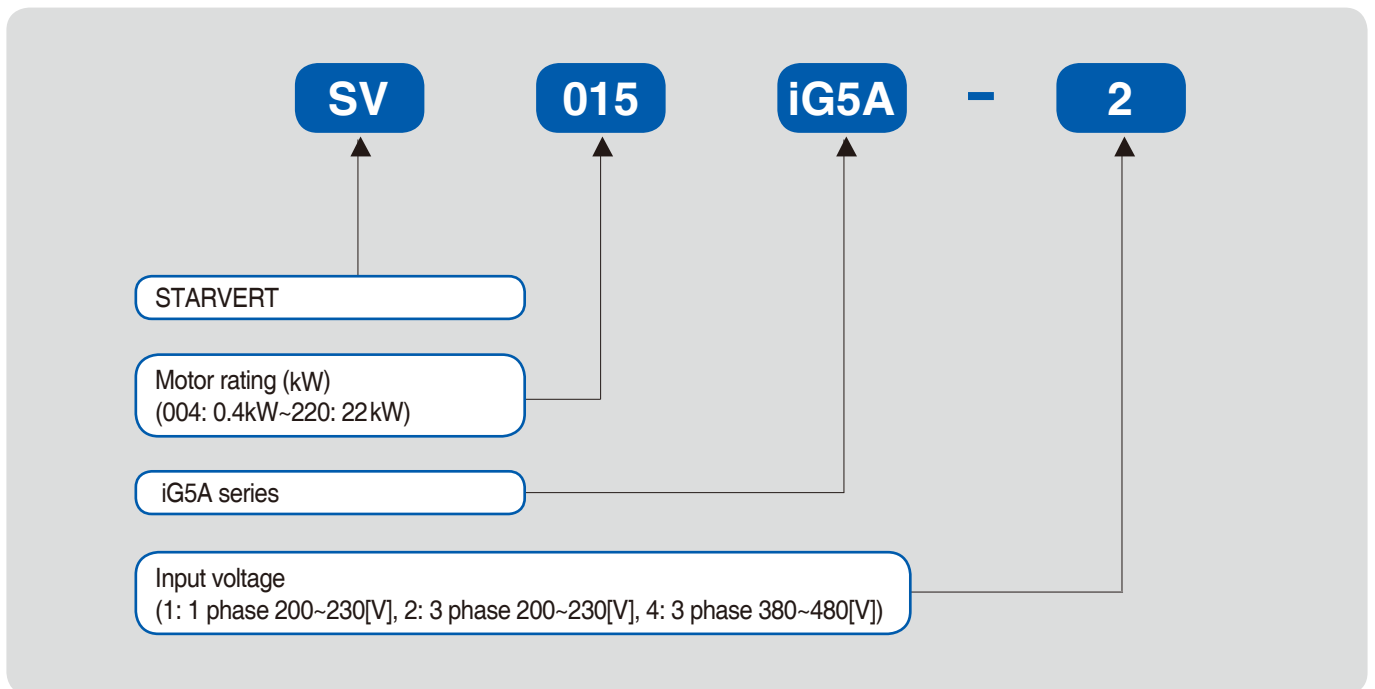 SV 015 iG5A - 2
STARVERT
Motor rating (kW)
(004: 0.4kW~220: 22kW)
iG5A series
Input voltage
(1: 1 phase 200~230[V], 2: 3 phase 200~230[V], 4: 3 phase 380~480[V])